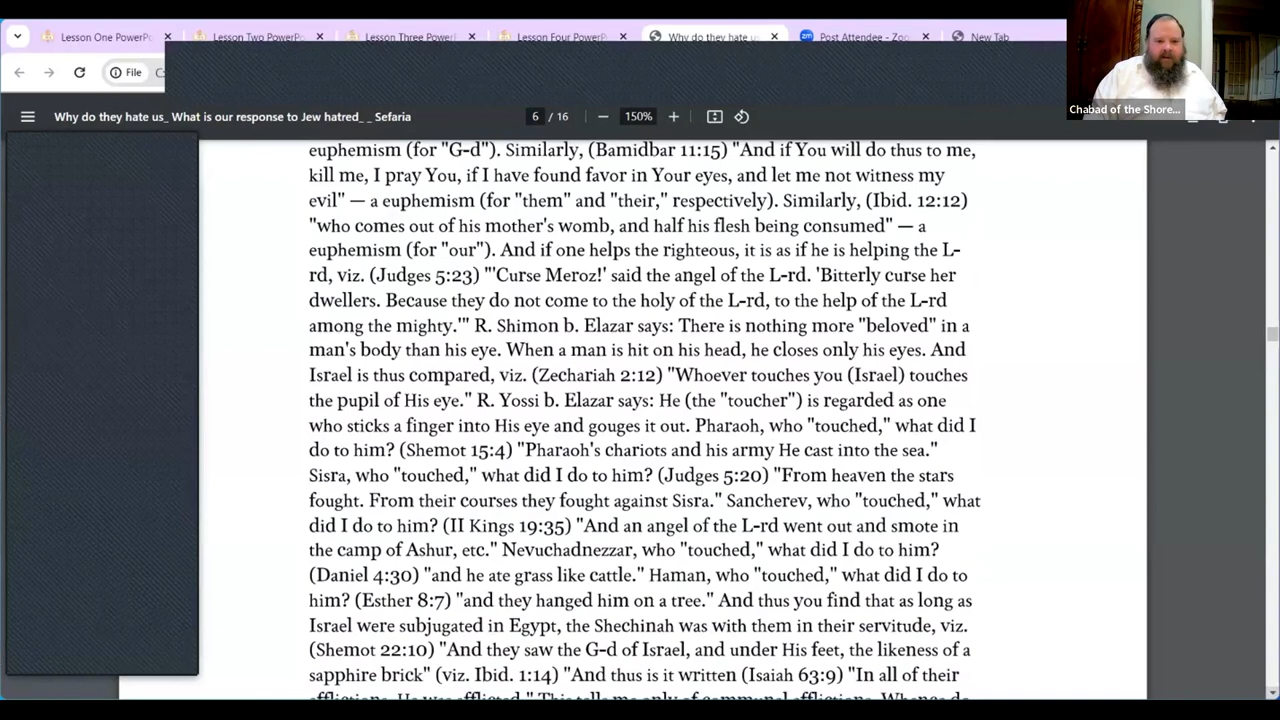 Lesson One PowerPo
Lesson Two PowerPo
Lesson Three PowerP
Lesson Four PowerPo
Why do they hate us
zm Post Attendee - Zoo
New Tab
File
Why do they hate us_ What is our response to Jew hatred_ _ Sefaria
6 / 16
150%
Chabad of the Shore...
euphemism (for "G-d"). Similarly, (Bamidbar 11:15) "And if You will do thus to me,
kill me, I pray You, if I have found favor in Your eyes, and let me not witness my
evil" — a euphemism (for "them" and "their," respectively). Similarly, (Ibid. 12:12)
"who comes out of his mother's womb, and half his flesh being consumed" — a
euphemism (for "our"). And if one helps the righteous, it is as if he is helping the L-
rd, viz. (Judges 5:23) "'Curse Meroz!' said the angel of the L-rd. 'Bitterly curse her
dwellers. Because they do not come to the holy of the L-rd, to the help of the L-rd
among the mighty.'" R. Shimon b. Elazar says: There is nothing more "beloved" in a
man's body than his eye. When a man is hit on his head, he closes only his eyes. And
Israel is thus compared, viz. (Zechariah 2:12) "Whoever touches you (Israel) touches
the pupil of His eye." R. Yossi b. Elazar says: He (the "toucher") is regarded as one
who sticks a finger into His eye and gouges it out. Pharaoh, who "touched," what did I
do to him? (Shemot 15:4) "Pharaoh's chariots and his army He cast into the sea."
Sisra, who "touched," what did I do to him? (Judges 5:20) "From heaven the stars
fought. From their courses they fought against Sisra." Sancherev, who "touched," what
did I do to him? (II Kings 19:35) "And an angel of the L-rd went out and smote in
the camp of Ashur, etc." Nevuchadnezzar, who "touched," what did I do to him?
(Daniel 4:30) "and he ate grass like cattle." Haman, who "touched," what did I do to
him? (Esther 8:7) "and they hanged him on a tree." And thus you find that as long as
Israel were subjugated in Egypt, the Shechinah was with them in their servitude, viz.
(Shemot 22:10) "And they saw the G-d of Israel, and under His feet, the likeness of a
sapphire brick" (viz. Ibid. 1:14) "And thus is it written (Isaiah 63:9) "In all of their
afflictions, He was afflicted." This tells me only of communal afflictions. Whence do